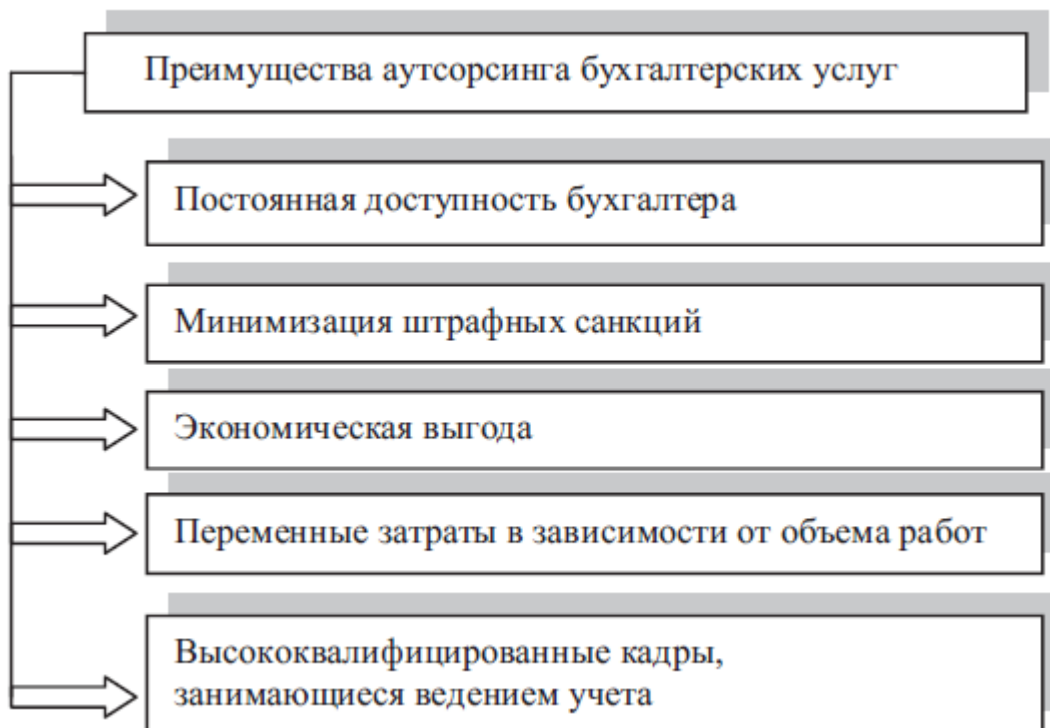 Преимущества аутсорсинга бухгалтерских услуг
Постоянная доступность бухгалтера
Минимизация штрафных санкций
Экономическая выгода
Переменные затраты в зависимости от объема работ
Высококвалифицированные кадры,
занимающиеся ведением учета